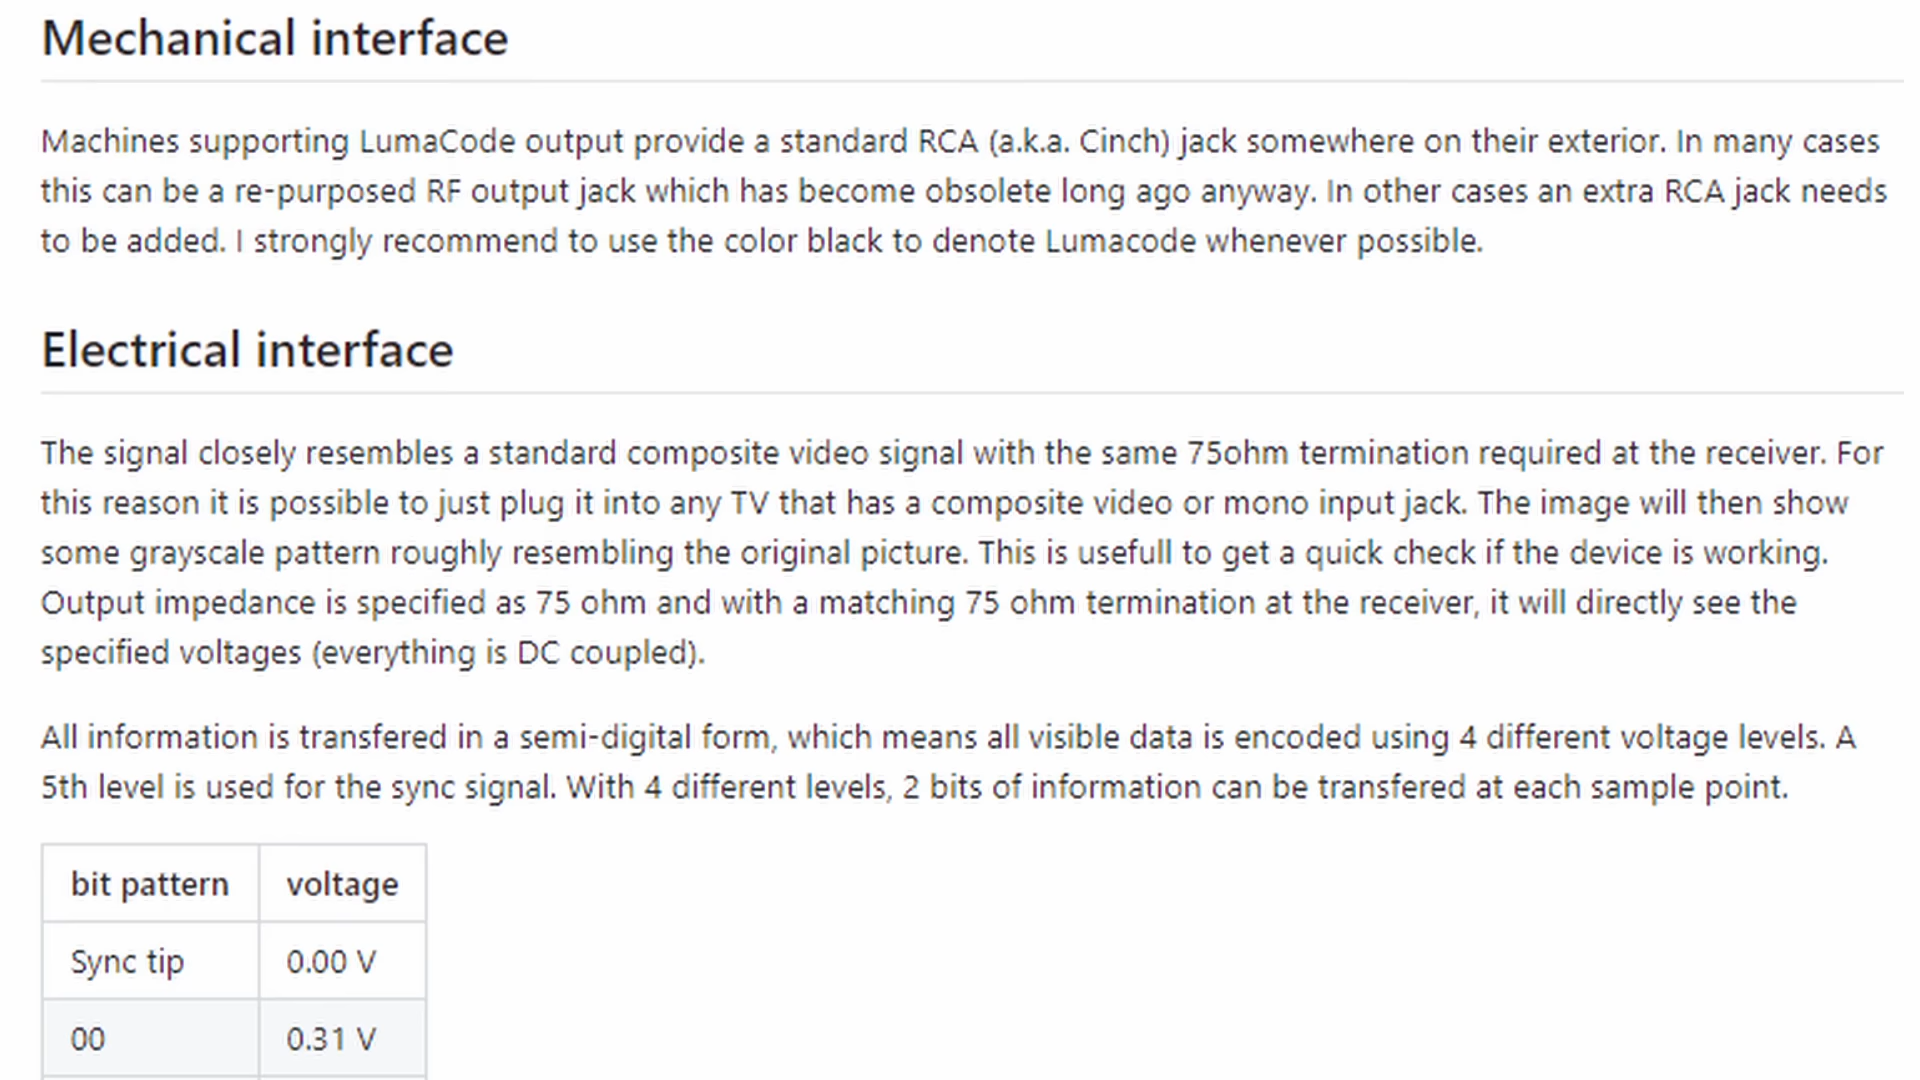 Mechanical interface
Machines supporting LumaCode output provide a standard RCA (a.k.a. Cinch) jack somewhere on their exterior. In many cases
this can be a re-purposed RF output jack which has become obsolete long ago anyway. In other cases an extra RCA jack needs
to be added. I strongly recommend to use the color black to denote Lumacode whenever possible.
Electrical interface
The signal closely resembles a standard composite video signal with the same 75ohm termination required at the receiver. For
this reason it is possible to just plug it into any TV that has a composite video or mono input jack. The image will then show
some grayscale pattern roughly resembling the original picture. This is usefull to get a quick check if the device is working.
Output impedance is specified as 75 ohm and with a matching 75 ohm termination at the receiver, it will directly see the
specified voltages (everything is DC coupled).
All information is transfered in a semi-digital form, which means all visible data is encoded using 4 different voltage levels. A
5th level is used for the sync signal. With 4 different levels, 2 bits of information can be transfered at each sample point.
bit pattern voltage
Sync tip 0.00 V
00 0.31 V